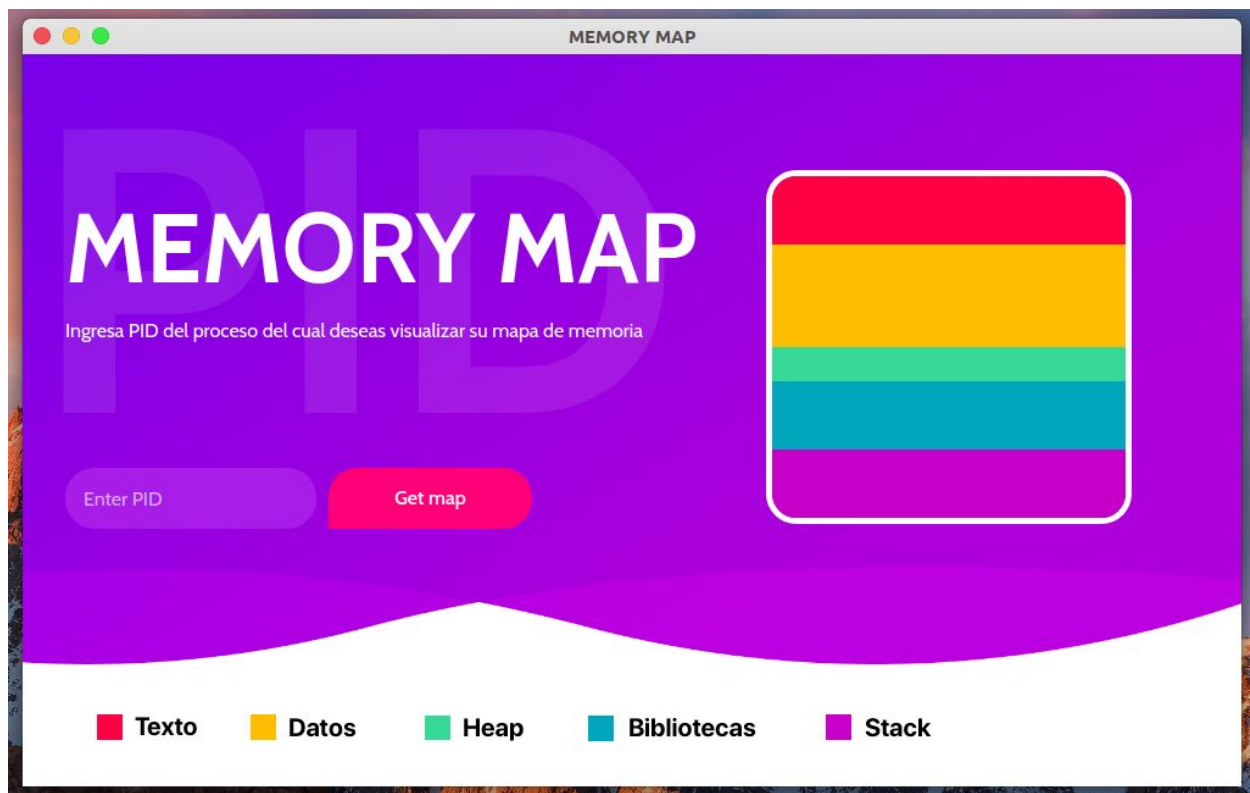 MEMORY MAP
PID
MEMORY MAP
Ingresa PID del proceso del cual deseas visualizar su mapa de memoria
Enter PID
Get map
Texto
Datos
Heap
Bibliotecas
Stack